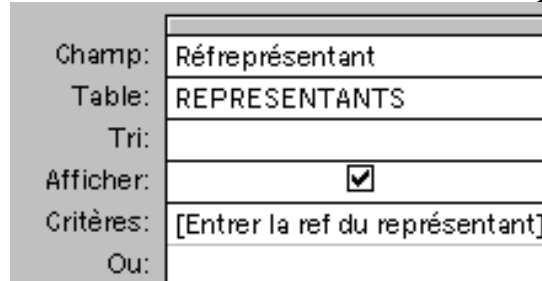 Champ: Réfreprésentant
Table: REPRESENTANTS
Tri:
Afficher:
Critères: [Entrer la ref du représentant]
Ou: